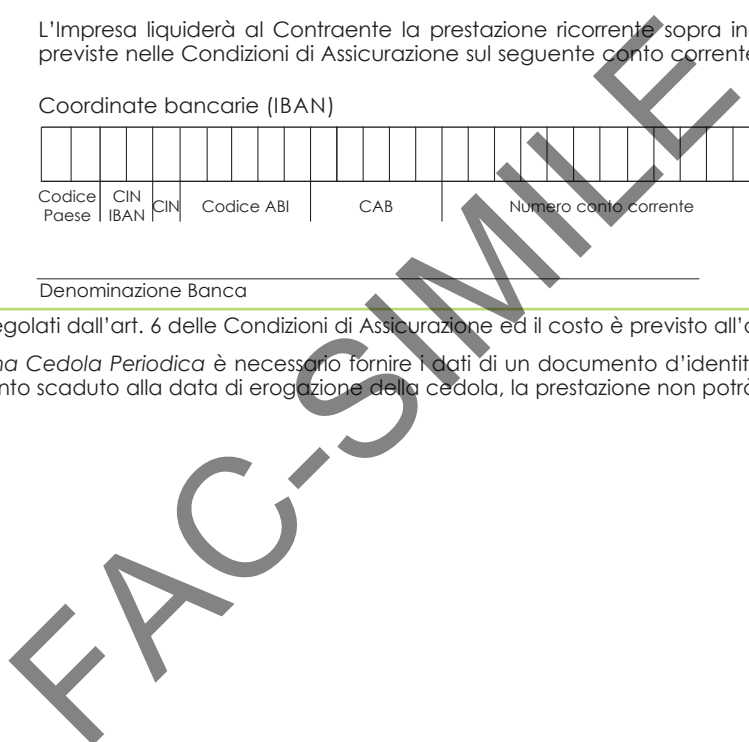 L'Impresa liquiderà al Contraente la prestazione ricorrente sopra in
previste nelle Condizioni di Assicurazione sul seguente conto corrente
Coordinate bancarie (IBAN)
Codice Paese CIN IBAN CIN Codice ABI CAB Numero conto corrente
Denominazione Banca
egolati dall'art. 6 delle Condizioni di Assicurazione ed il costo è previsto all'a
na Cedola Periodica è necessario fornire i dati di un documento d'identit
nto scaduto alla data di erogazione della cedola, la prestazione non potrà
FAC-SIMILE